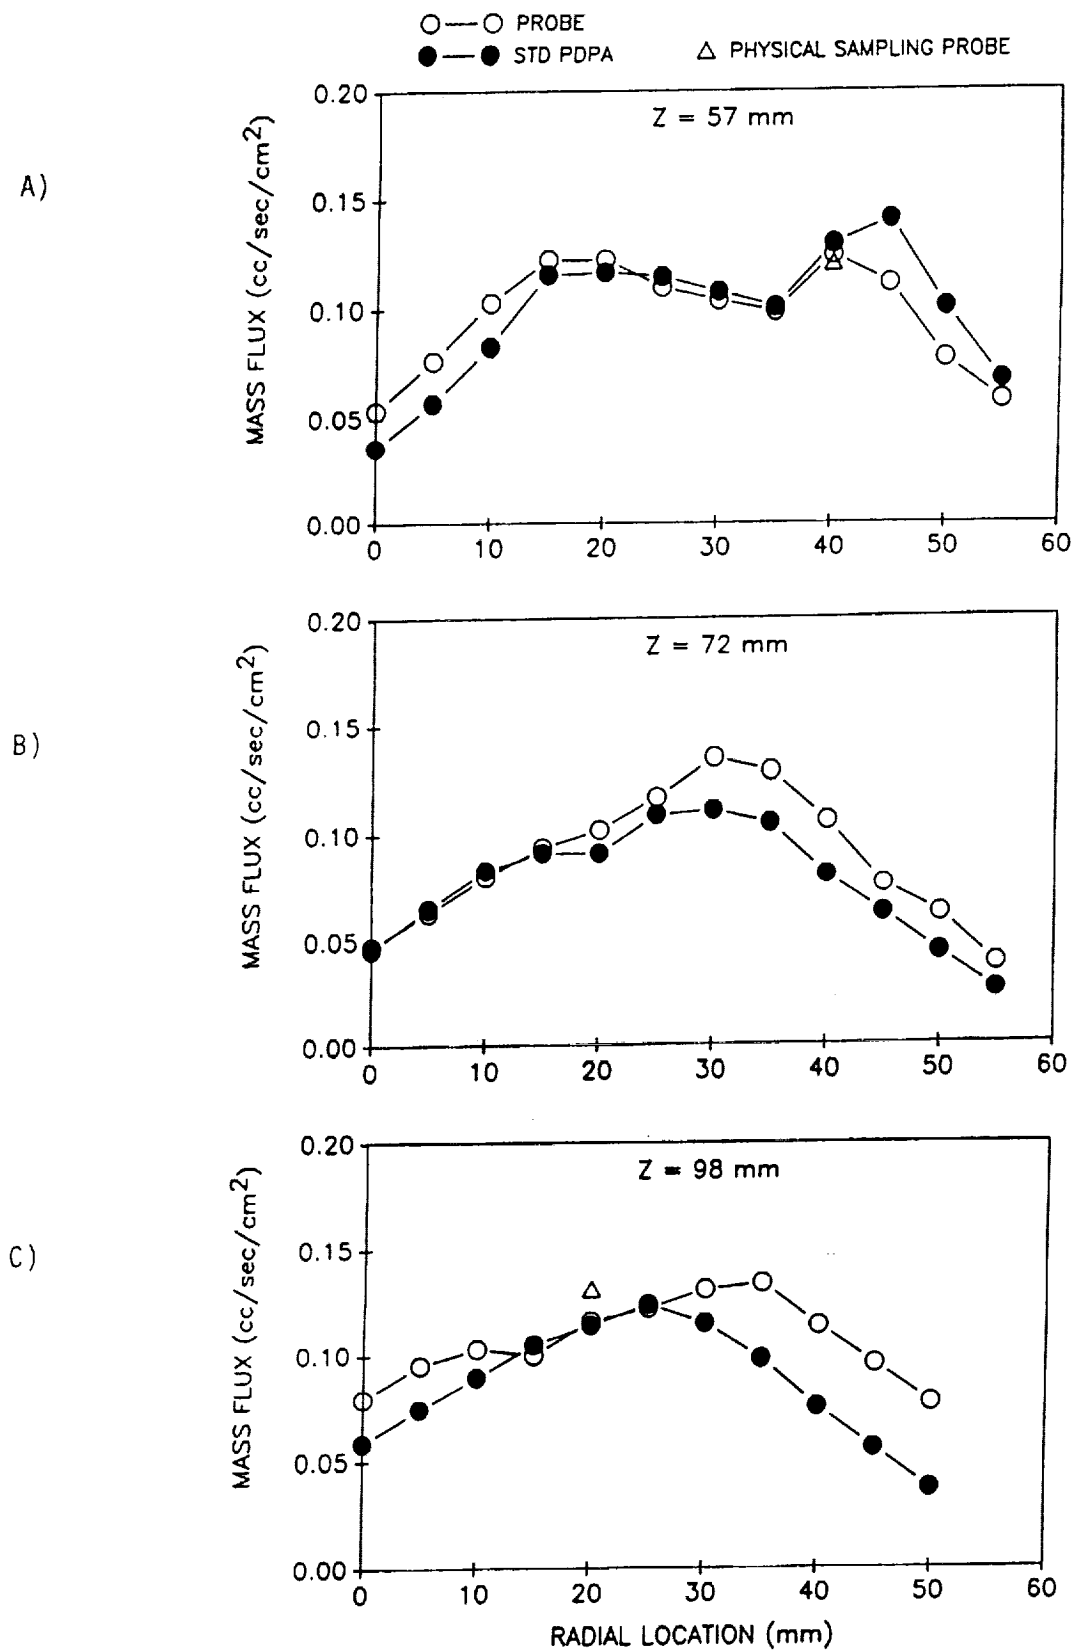 PROBE
STD PDPA
PHYSICAL SAMPLING PROBE
A)
Z = 57 mm
MASS FLUX (cc/sec/cm²)
0.20
0.15
0.10
0.05
0.00
0 10 20 30 40 50 60
B)
Z = 72 mm
MASS FLUX (cc/sec/cm²)
0.20
0.15
0.10
0.05
0.00
0 10 20 30 40 50 60
C)
Z = 98 mm
MASS FLUX (cc/sec/cm²)
0.20
0.15
0.10
0.05
0.00
0 10 20 30 40 50 60
RADIAL LOCATION (mm)